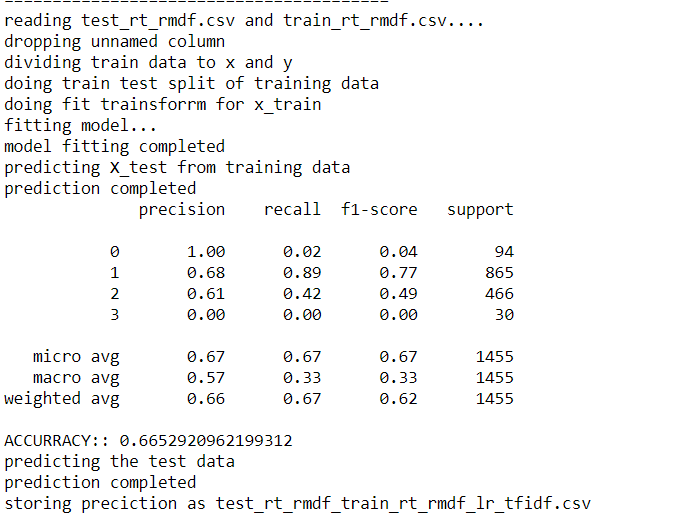 ----------------------------------------
reading test_rt_rmdf.csv and train_rt_rmdf.csv....
dropping unnamed column
dividing train data to x and y
doing train test split of training data
doing fit trainsforrm for x_train
fitting model...
model fitting completed
predicting X_test from training data
prediction completed
precision recall f1-score support
0 1.00 0.02 0.04 94
1 0.68 0.89 0.77 865
2 0.61 0.42 0.49 466
3 0.00 0.00 0.00 30
micro avg 0.67 0.67 0.67 1455
macro avg 0.57 0.33 0.33 1455
weighted avg 0.66 0.67 0.62 1455
ACCURRACY:: 0.6652920962199312
predicting the test data
prediction completed
storing preciction as test_rt_rmdf_train_rt_rmdf_lr_tfidf.csv